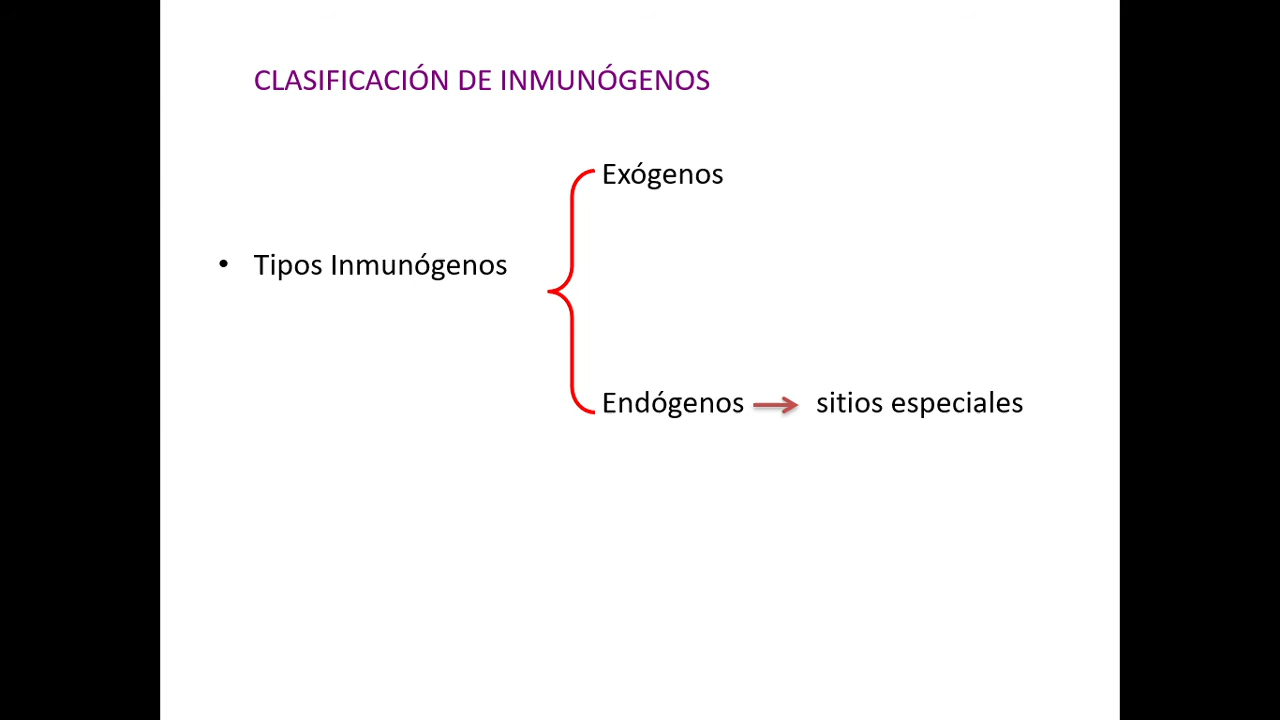 CLASIFICACIÓN DE INMUNÓGENOS
Exógenos
• Tipos Inmunógenos
Endógenos → sitios especiales